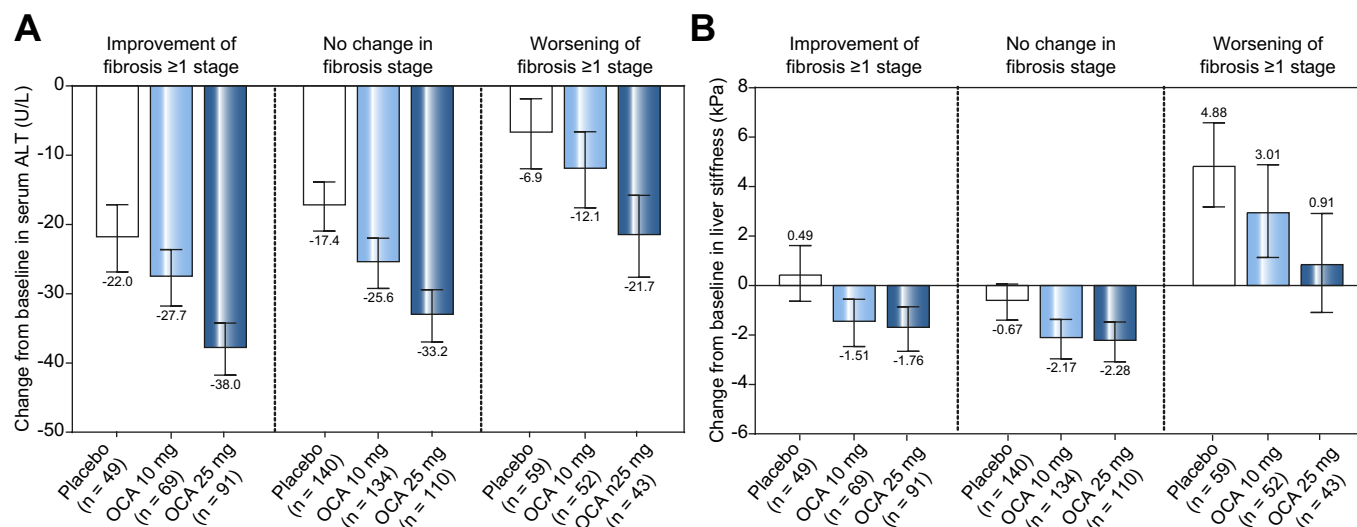 A
Improvement of
fibrosis ≥1 stage
No change in
fibrosis stage
Worsening of
fibrosis ≥1 stage
Change from baseline in serum ALT (U/L)
0
-10
-20
-30
-40
-50
-22.0
-27.7
-38.0
-17.4
-25.6
-33.2
-6.9
-12.1
-21.7
Placebo
(n = 49)
OCA 10 mg
(n = 69)
OCA 25 mg
(n = 91)
Placebo
(n = 140)
OCA 10 mg
(n = 134)
OCA 25 mg
(n = 110)
Placebo
(n = 59)
OCA 10 mg
(n = 52)
OCA n25 mg
(n = 43)
B
Improvement of
fibrosis ≥1 stage
No change in
fibrosis stage
Worsening of
fibrosis ≥1 stage
Change from baseline in liver stiffness (kPa)
8
6
4
2
0
-2
-4
-6
0.49
-1.51
-1.76
-0.67
-2.17
-2.28
4.88
3.01
0.91
Placebo
(n = 49)
OCA 10 mg
(n = 69)
OCA 25 mg
(n = 91)
Placebo
(n = 140)
OCA 10 mg
(n = 134)
OCA 25 mg
(n = 110)
Placebo
(n = 59)
OCA 10 mg
(n = 52)
OCA 25 mg
(n = 43)